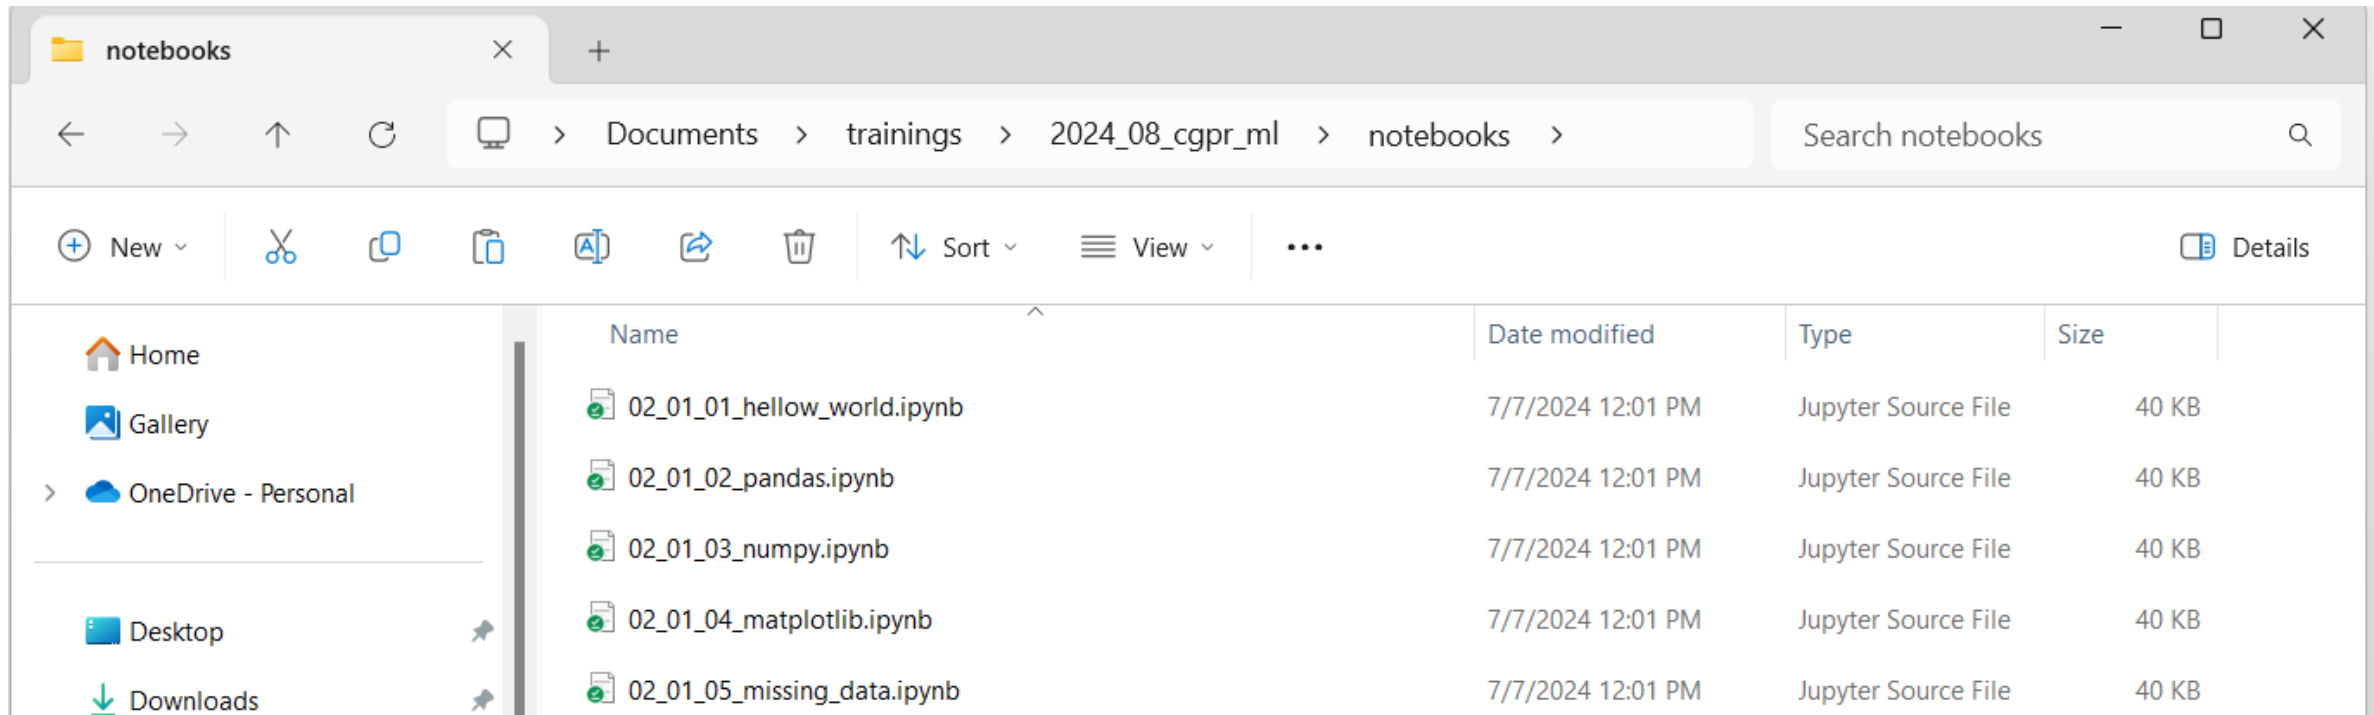 notebooks
Documents > trainings > 2024_08_cgpr_ml > notebooks >
Search notebooks
New
Sort
View
Details
Home
Gallery
OneDrive - Personal
Desktop
Downloads
Name Date modified Type Size
02_01_01_hellow_world.ipynb 7/7/2024 12:01 PM Jupyter Source File 40 KB
02_01_02_pandas.ipynb 7/7/2024 12:01 PM Jupyter Source File 40 KB
02_01_03_numpy.ipynb 7/7/2024 12:01 PM Jupyter Source File 40 KB
02_01_04_matplotlib.ipynb 7/7/2024 12:01 PM Jupyter Source File 40 KB
02_01_05_missing_data.ipynb 7/7/2024 12:01 PM Jupyter Source File 40 KB